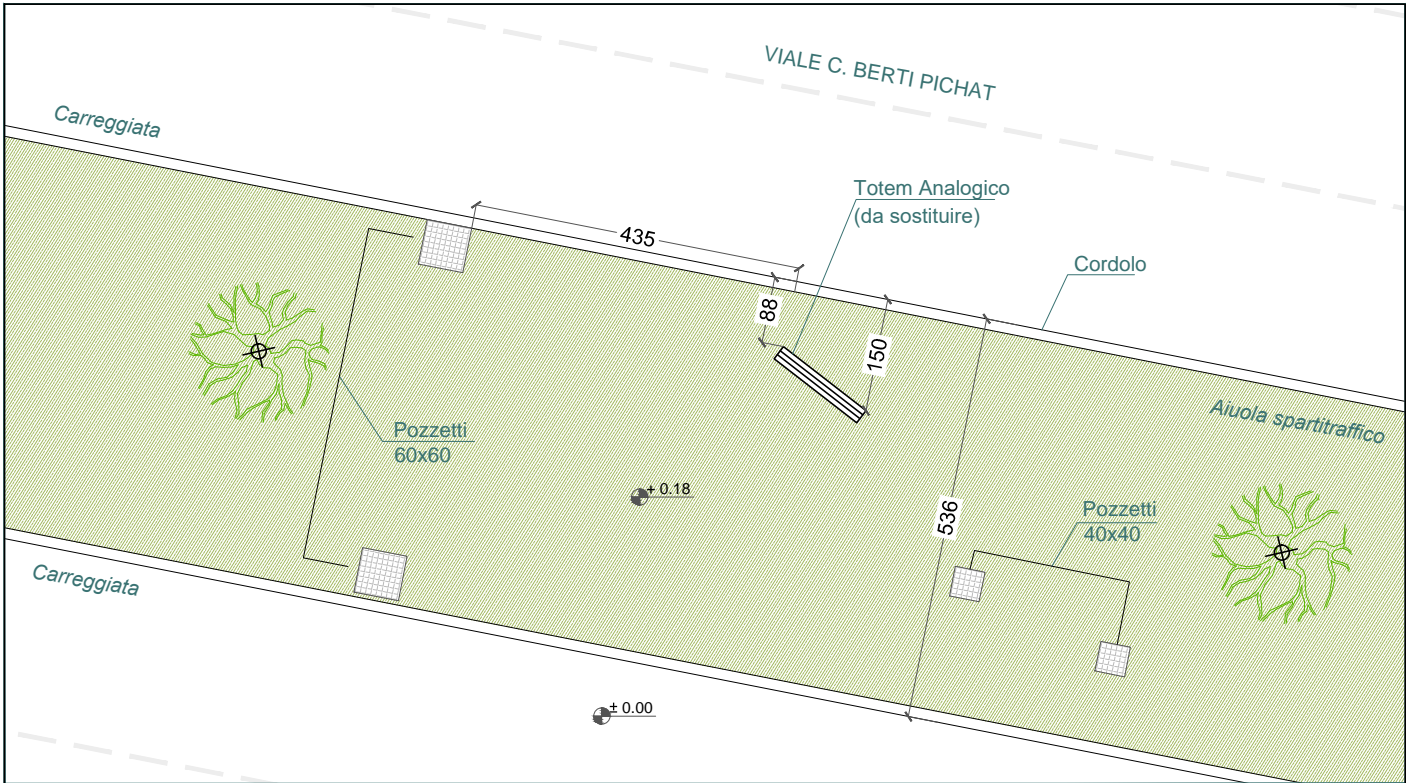 VIALE C. BERTI PICHAT
Carreggiata
Totem Analogico
(da sostituire)
435
Cordolo
88
150
Aiuola spartitraffico
Pozzetti
60x60
+ 0.18
536
Pozzetti
40x40
Carreggiata
± 0.00